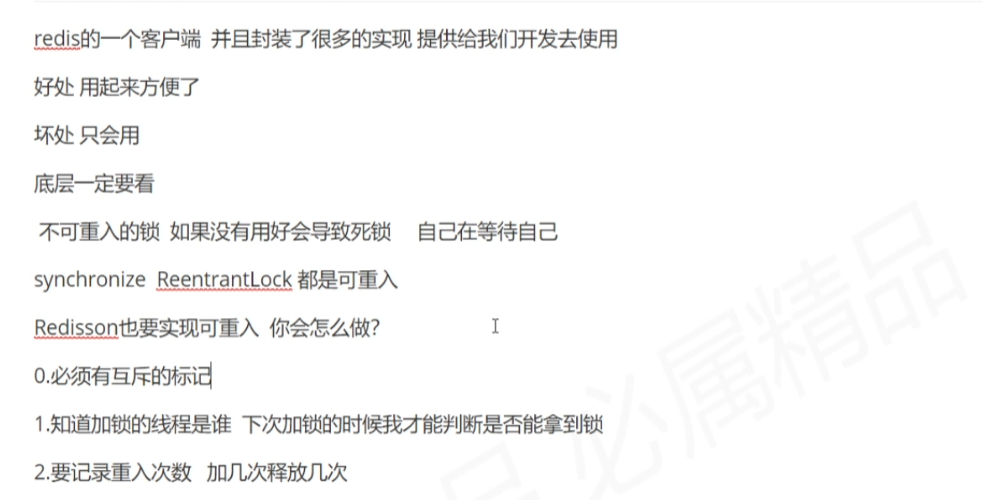 redis的一个客户端 并且封装了很多的实现 提供给我们开发去使用
好处 用起来方便了
坏处 只会用
底层一定要看
不可重入的锁 如果没有用好会导致死锁 自己在等待自己
synchronize ReentrantLock 都是可重入
Redisson也要实现可重入 你会怎么做？
0.必须有互斥的标记
1.知道加锁的线程是谁 下次加锁的时候我才能判断是否能拿到锁
2.要记录重入次数 加几次释放几次
品 必属精品